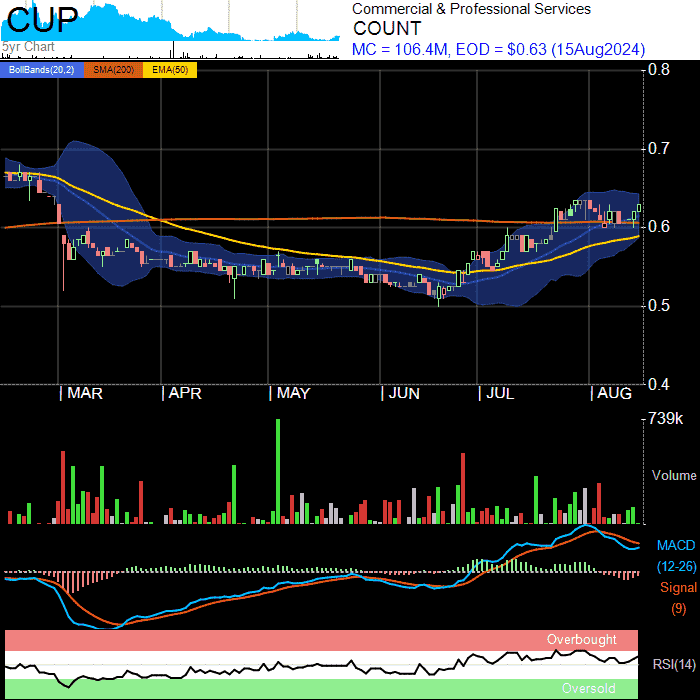 CUP
5yr Chart
Commercial & Professional Services
COUNT
MC = 106.4M, EOD = $0.63 (15Aug2024)
BollBands(20,2) SMA(200) EMA(50)
0.8
0.7
0.6
0.5
0.4
MAR APR MAY JUN JUL AUG
739k
Volume
MACD
(12-26)
Signal
(9)
Overbought
RSI(14)
Oversold